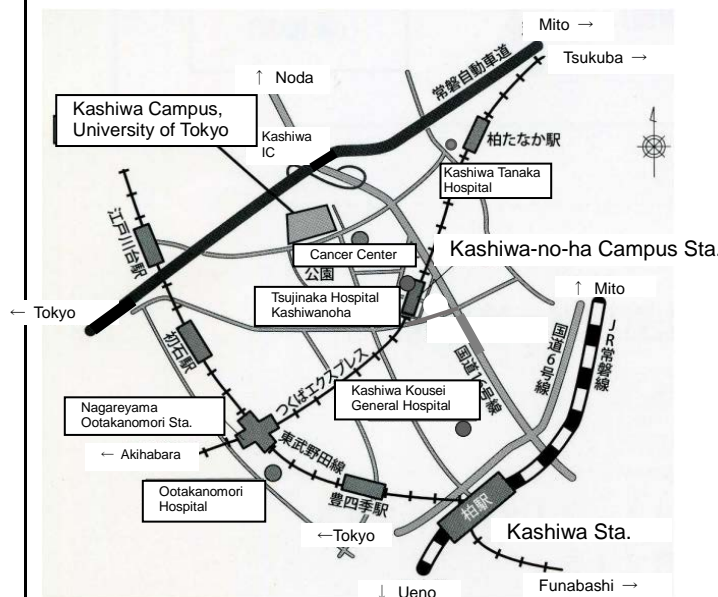 Mito →
Tsukuba →
↑ Noda
常磐自動車道
Kashiwa Campus,
University of Tokyo
Kashiwa
IC
柏たなか駅
Kashiwa Tanaka
Hospital
江戸川台駅
Cancer Center
公園
Kashiwa-no-ha Campus Sta.
Tsujinaka Hospital
Kashiwanoha
↑ Mito
← Tokyo
初石駅
つくばエクスプレス
国道16号線
国道6号線
JR常磐線
Kashiwa Kousei
General Hospital
Nagareyama
Ootakanomori Sta.
← Akihabara
東武野田線
Ootakanomori
Hospital
豊四季駅
柏駅
←Tokyo
Kashiwa Sta.
↓ Ueno
Funabashi →